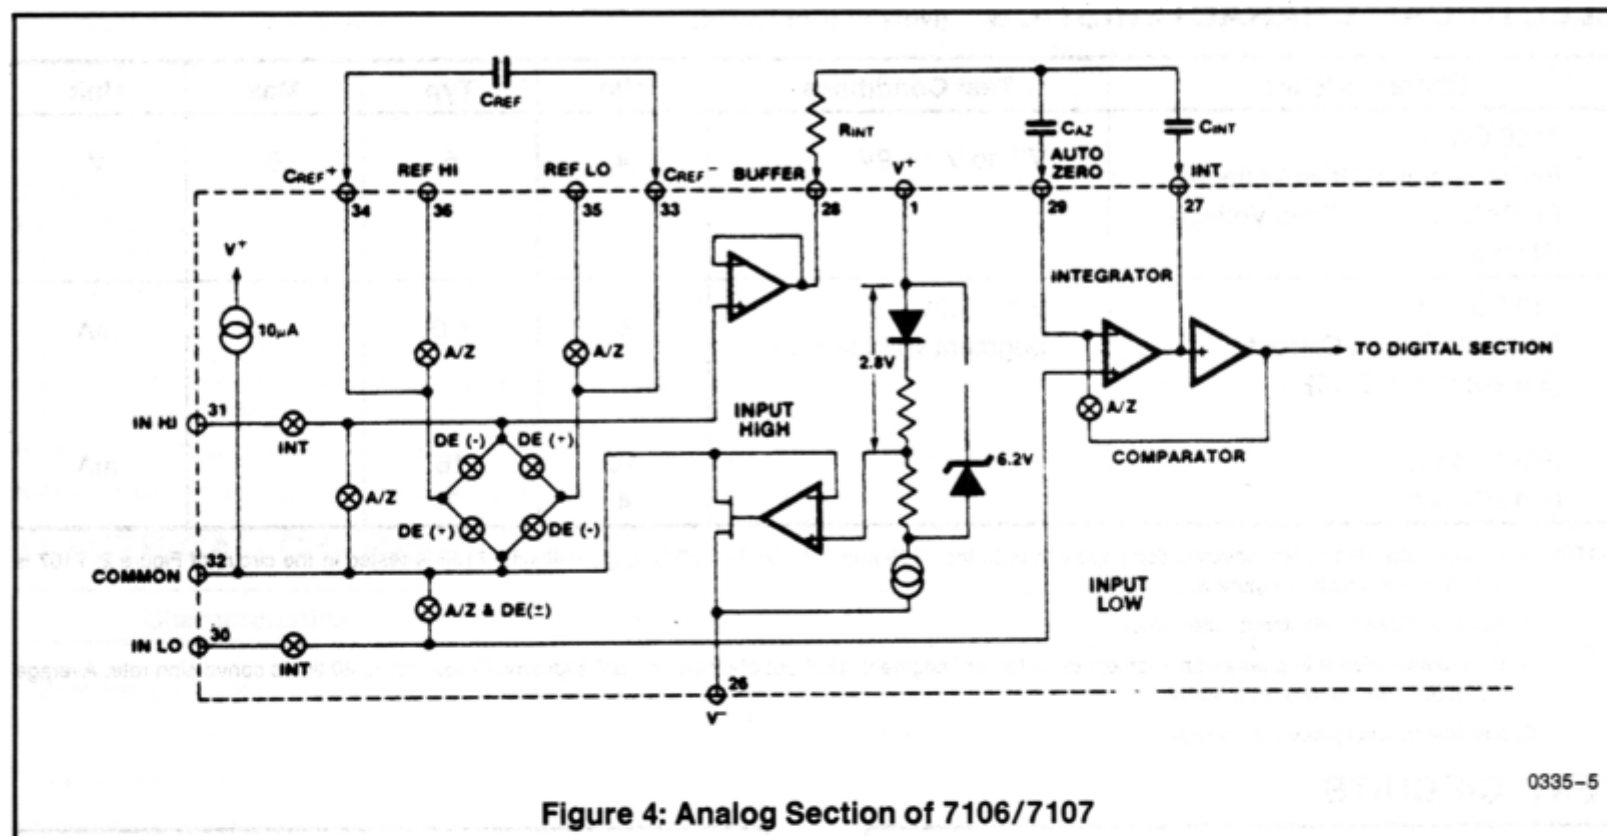 CREF
RINT
CAZ
CINT
CREF+
REF HI
REF LO
CREF−
BUFFER
V+
AUTO
ZERO
INT
34
36
35
33
28
1
29
27
V+
10µA
A/Z
A/Z
2.8V
INTEGRATOR
TO DIGITAL SECTION
IN HI
31
INT
DE (-)
DE (+)
INPUT
HIGH
A/Z
COMPARATOR
6.2V
A/Z
DE (+)
DE (-)
COMMON
32
A/Z & DE(±)
INPUT
LOW
IN LO
30
INT
26
V−
0335-5
Figure 4: Analog Section of 7106/7107